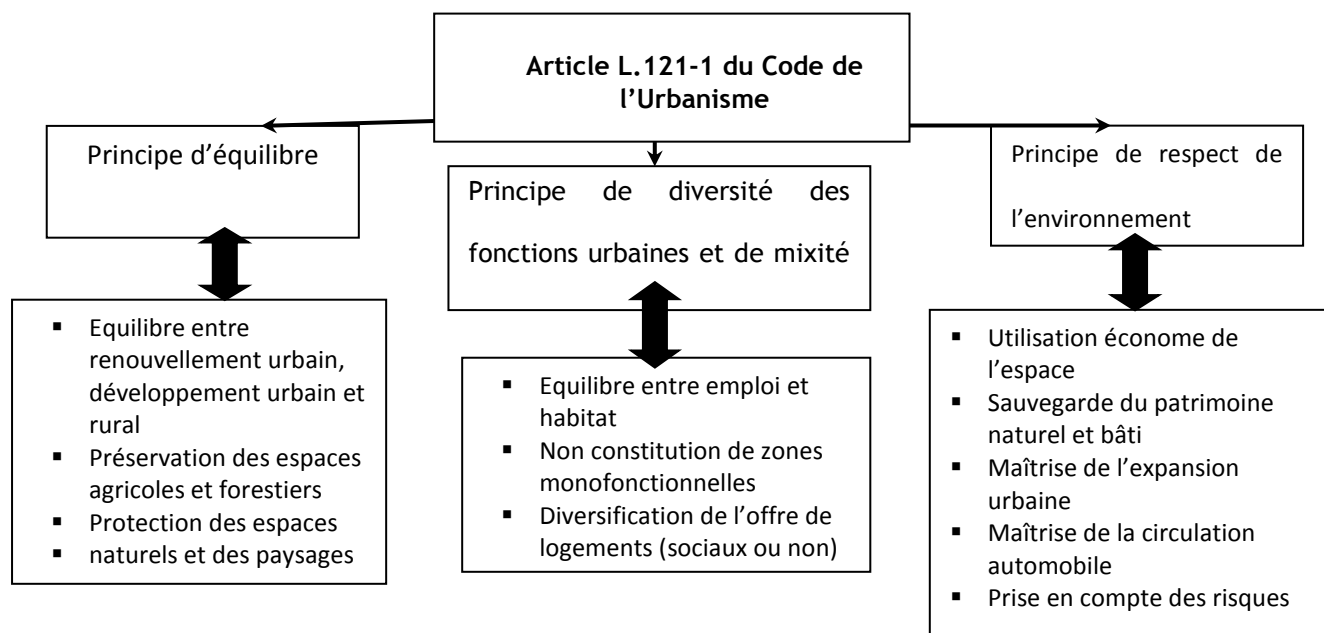 Article L.121-1 du Code de
l’Urbanisme
Principe d’équilibre
Principe de diversité des
fonctions urbaines et de mixité
Principe de respect de
l’environnement
▪ Equilibre entre
renouvellement urbain,
développement urbain et
rural
▪ Préservation des espaces
agricoles et forestiers
▪ Protection des espaces
▪ naturels et des paysages
▪ Equilibre entre emploi et
habitat
▪ Non constitution de zones
monofonctionnelles
▪ Diversification de l’offre de
logements (sociaux ou non)
▪ Utilisation économe de
l’espace
▪ Sauvegarde du patrimoine
naturel et bâti
▪ Maîtrise de l’expansion
urbaine
▪ Maîtrise de la circulation
automobile
▪ Prise en compte des risques